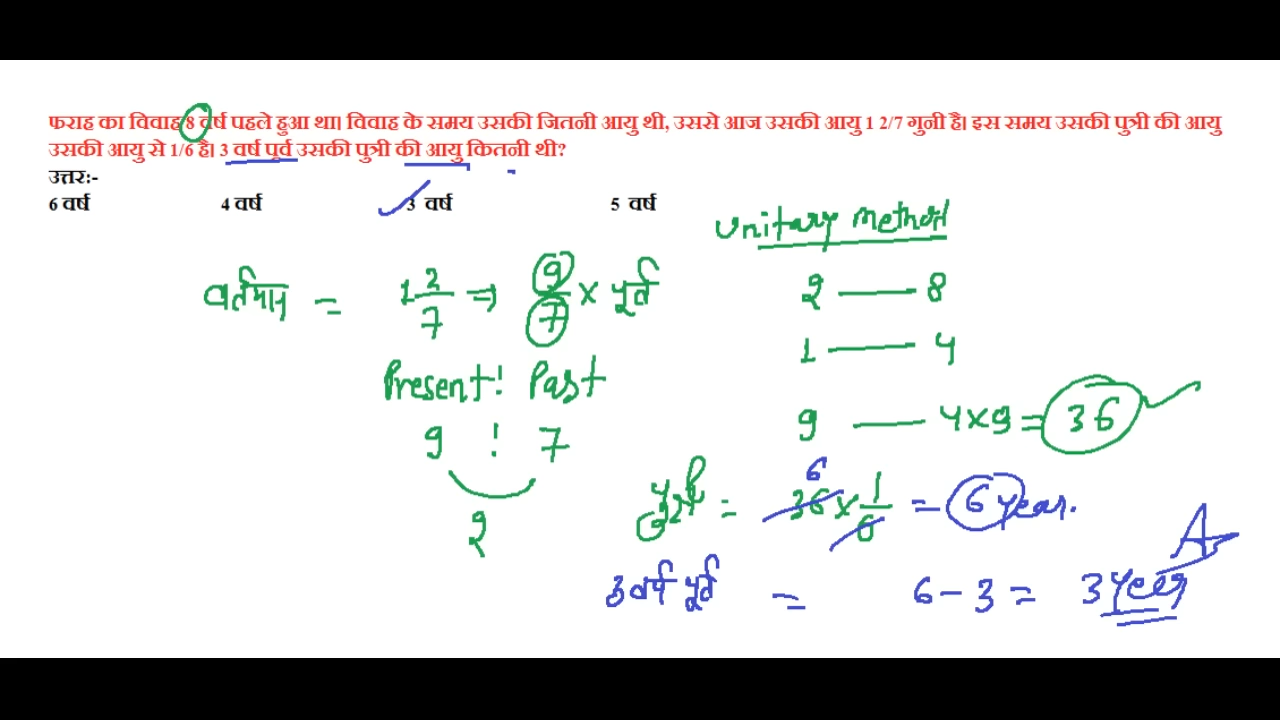 फराह का विवाह 8 वर्ष पहले हुआ था। विवाह के समय उसकी जितनी आयु थी, उससे आज उसकी आयु 1 2/7 गुनी है। इस समय उसकी पुत्री की आयु
उसकी आयु से 1/6 है। 3 वर्ष पूर्व उसकी पुत्री की आयु कितनी थी?
उत्तर:-
6 वर्ष 4 वर्ष 3 वर्ष 5 वर्ष
Unitary method
वर्तमान = 1 2/7 ⇒ 9/7 × पूर्व
2 — 8
1 — 4
Present : Past
9 : 7
9 — 4×9 = 36
2
पुत्री = 36 × 1/6 = 6 year.
6
A
3 वर्ष पूर्व = 6 - 3 = 3 year